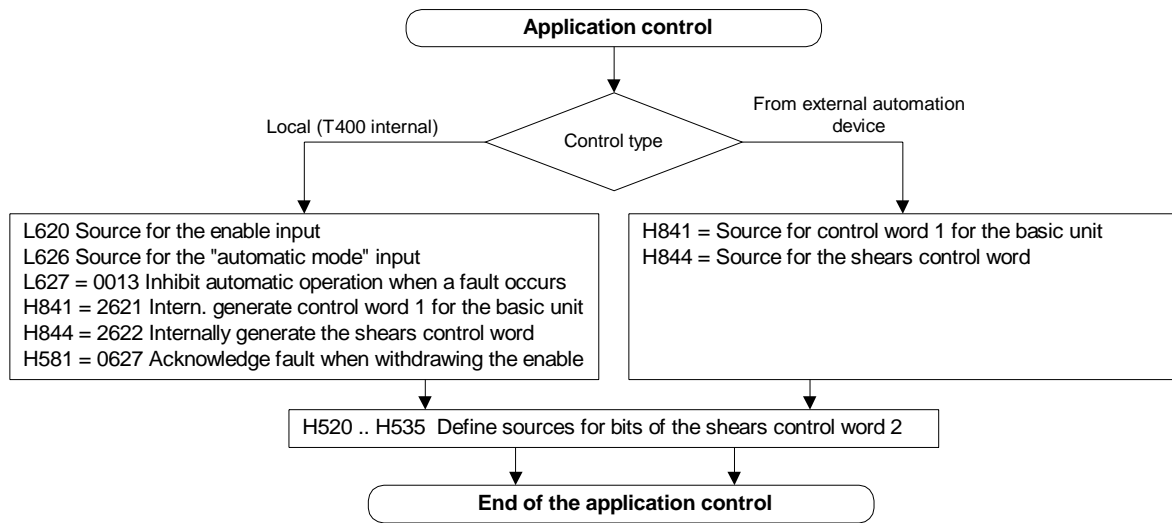 Application control
From external automation
device
Local (T400 internal)
Control type
L620 Source for the enable input
L626 Source for the "automatic mode" input
L627 = 0013 Inhibit automatic operation when a fault occurs
H841 = 2621 Intern. generate control word 1 for the basic unit
H844 = 2622 Internally generate the shears control word
H581 = 0627 Acknowledge fault when withdrawing the enable
H841 = Source for control word 1 for the basic unit
H844 = Source for the shears control word
H520 .. H535 Define sources for bits of the shears control word 2
End of the application control